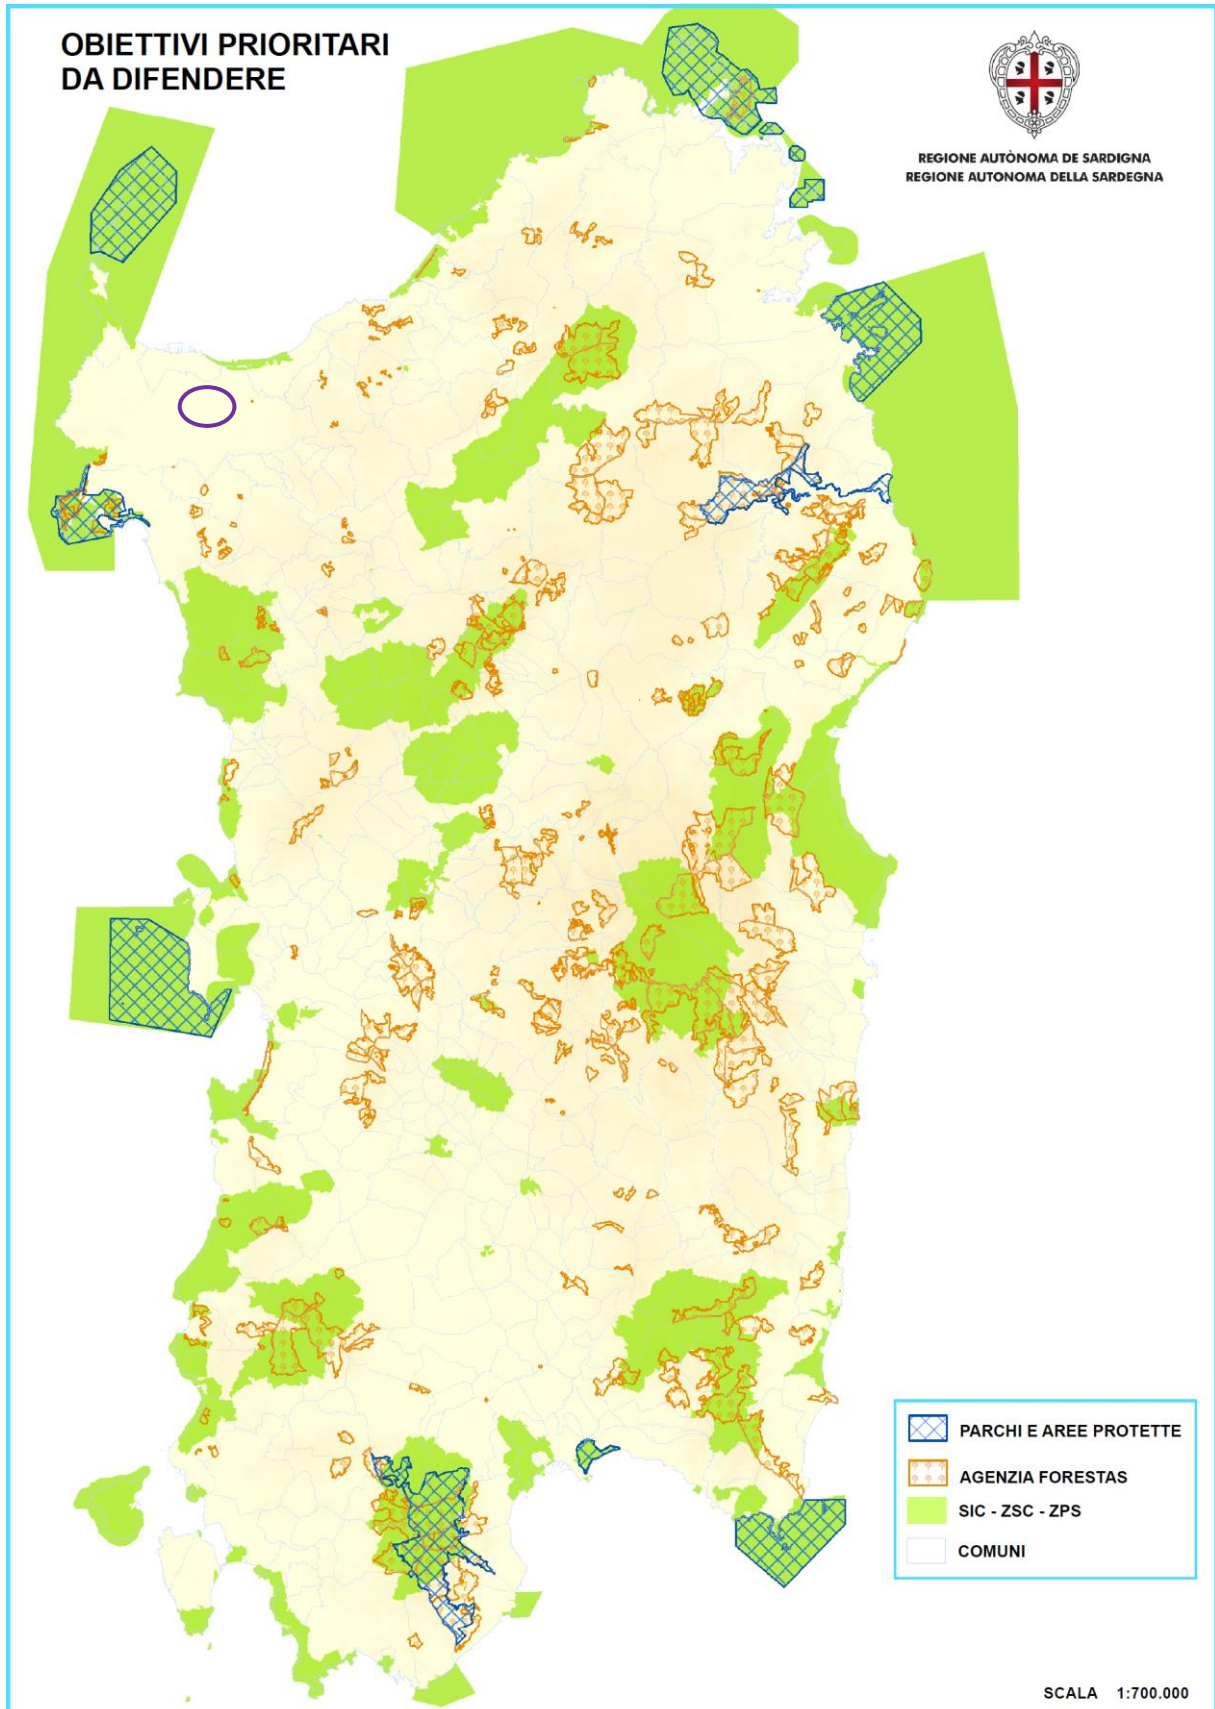 OBIETTIVI PRIORITARI
DA DIFENDERE
REGIONE AUTÒNOMA DE SARDIGNA
REGIONE AUTONOMA DELLA SARDEGNA
PARCHI E AREE PROTETTE
AGENZIA FORESTAS
SIC - ZSC - ZPS
COMUNI
SCALA 1:700.000